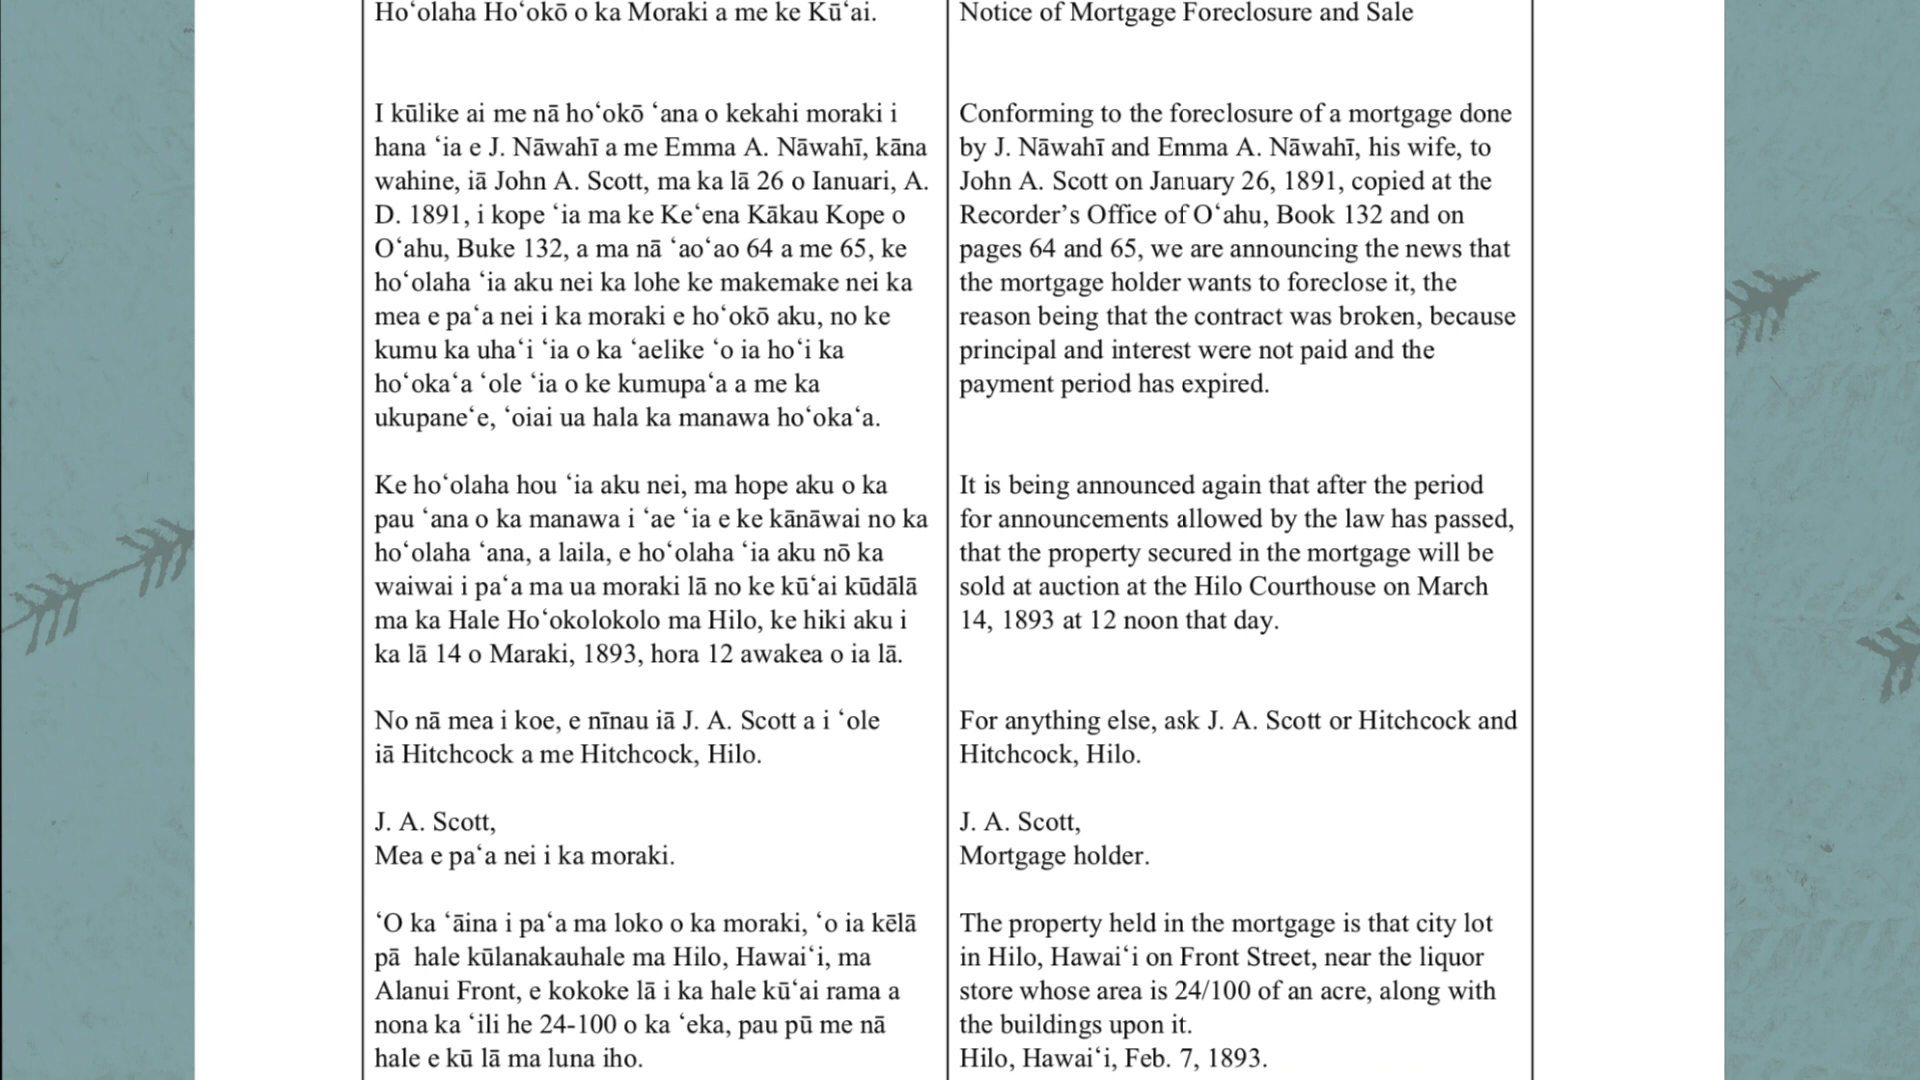 Hoʻolaha Hoʻokō o ka Moraki a me ke Kūʻai.
I kūlike ai me nā hoʻokō ʻana o kekahi moraki i
hana ʻia e J. Nāwahī a me Emma A. Nāwahī, kāna
wahine, iā John A. Scott, ma ka lā 26 o Ianuari, A.
D. 1891, i kope ʻia ma ke Keʻena Kākau Kope o
Oʻahu, Buke 132, a ma nā ʻaoʻao 64 a me 65, ke
hoʻolaha ʻia aku nei ka lohe ke makemake nei ka
mea e paʻa nei i ka moraki e hoʻokō aku, no ke
kumu ka uhaʻi ʻia o ka ʻaelike ʻo ia hoʻi ka
hoʻokaʻa ʻole ʻia o ke kumupaʻa a me ka
ukupaneʻe, ʻoiai ua hala ka manawa hoʻokaʻa.
Ke hoʻolaha hou ʻia aku nei, ma hope aku o ka
pau ʻana o ka manawa i ʻae ʻia e ke kānāwai no ka
hoʻolaha ʻana, a laila, e hoʻolaha ʻia aku nō ka
waiwai i paʻa ma ua moraki lā no ke kūʻai kūdālā
ma ka Hale Hoʻokolokolo ma Hilo, ke hiki aku i
ka lā 14 o Maraki, 1893, hora 12 awakea o ia lā.
No nā mea i koe, e nīnau iā J. A. Scott a i ʻole
iā Hitchcock a me Hitchcock, Hilo.
J. A. Scott,
Mea e paʻa nei i ka moraki.
ʻO ka ʻāina i paʻa ma loko o ka moraki, ʻo ia kēlā
pā hale kūlanakauhale ma Hilo, Hawaiʻi, ma
Alanui Front, e kokoke lā i ka hale kūʻai rama a
nona ka ʻili he 24-100 o ka ʻeka, pau pū me nā
hale e kū lā ma luna iho.
Notice of Mortgage Foreclosure and Sale
Conforming to the foreclosure of a mortgage done
by J. Nāwahī and Emma A. Nāwahī, his wife, to
John A. Scott on January 26, 1891, copied at the
Recorder’s Office of Oʻahu, Book 132 and on
pages 64 and 65, we are announcing the news that
the mortgage holder wants to foreclose it, the
reason being that the contract was broken, because
principal and interest were not paid and the
payment period has expired.
It is being announced again that after the period
for announcements allowed by the law has passed,
that the property secured in the mortgage will be
sold at auction at the Hilo Courthouse on March
14, 1893 at 12 noon that day.
For anything else, ask J. A. Scott or Hitchcock and
Hitchcock, Hilo.
J. A. Scott,
Mortgage holder.
The property held in the mortgage is that city lot
in Hilo, Hawaiʻi on Front Street, near the liquor
store whose area is 24/100 of an acre, along with
the buildings upon it.
Hilo, Hawaiʻi, Feb. 7, 1893.